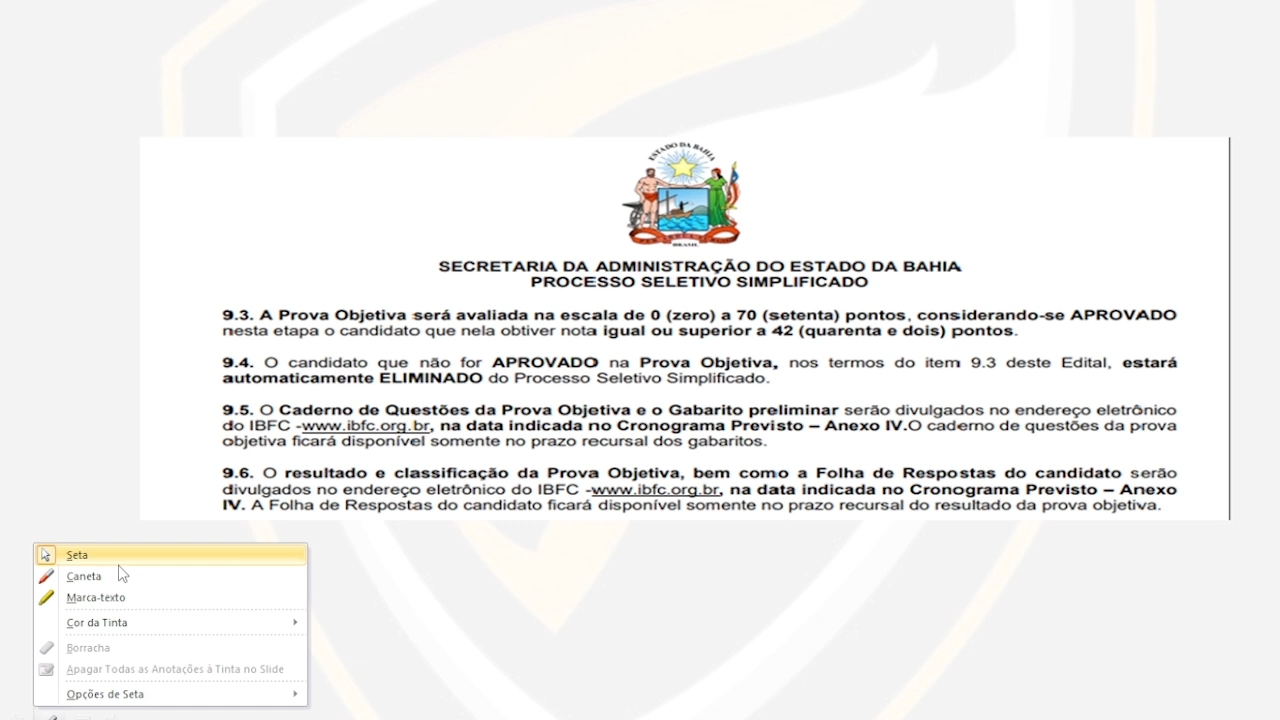 ESTADO DA BAHIA
BRASIL
SECRETARIA DA ADMINISTRAÇÃO DO ESTADO DA BAHIA
PROCESSO SELETIVO SIMPLIFICADO
9.3. A Prova Objetiva será avaliada na escala de 0 (zero) a 70 (setenta) pontos, considerando-se APROVADO
nesta etapa o candidato que nela obtiver nota igual ou superior a 42 (quarenta e dois) pontos.
9.4. O candidato que não for APROVADO na Prova Objetiva, nos termos do item 9.3 deste Edital, estará
automaticamente ELIMINADO do Processo Seletivo Simplificado.
9.5. O Caderno de Questões da Prova Objetiva e o Gabarito preliminar serão divulgados no endereço eletrônico
do IBFC -www.ibfc.org.br, na data indicada no Cronograma Previsto – Anexo IV.O caderno de questões da prova
objetiva ficará disponível somente no prazo recursal dos gabaritos.
9.6. O resultado e classificação da Prova Objetiva, bem como a Folha de Respostas do candidato serão
divulgados no endereço eletrônico do IBFC -www.ibfc.org.br, na data indicada no Cronograma Previsto – Anexo
IV. A Folha de Respostas do candidato ficará disponível somente no prazo recursal do resultado da prova objetiva.
Seta
Caneta
Marca-texto
Cor da Tinta
Borracha
Apagar Todas as Anotações à Tinta no Slide
Opções de Seta